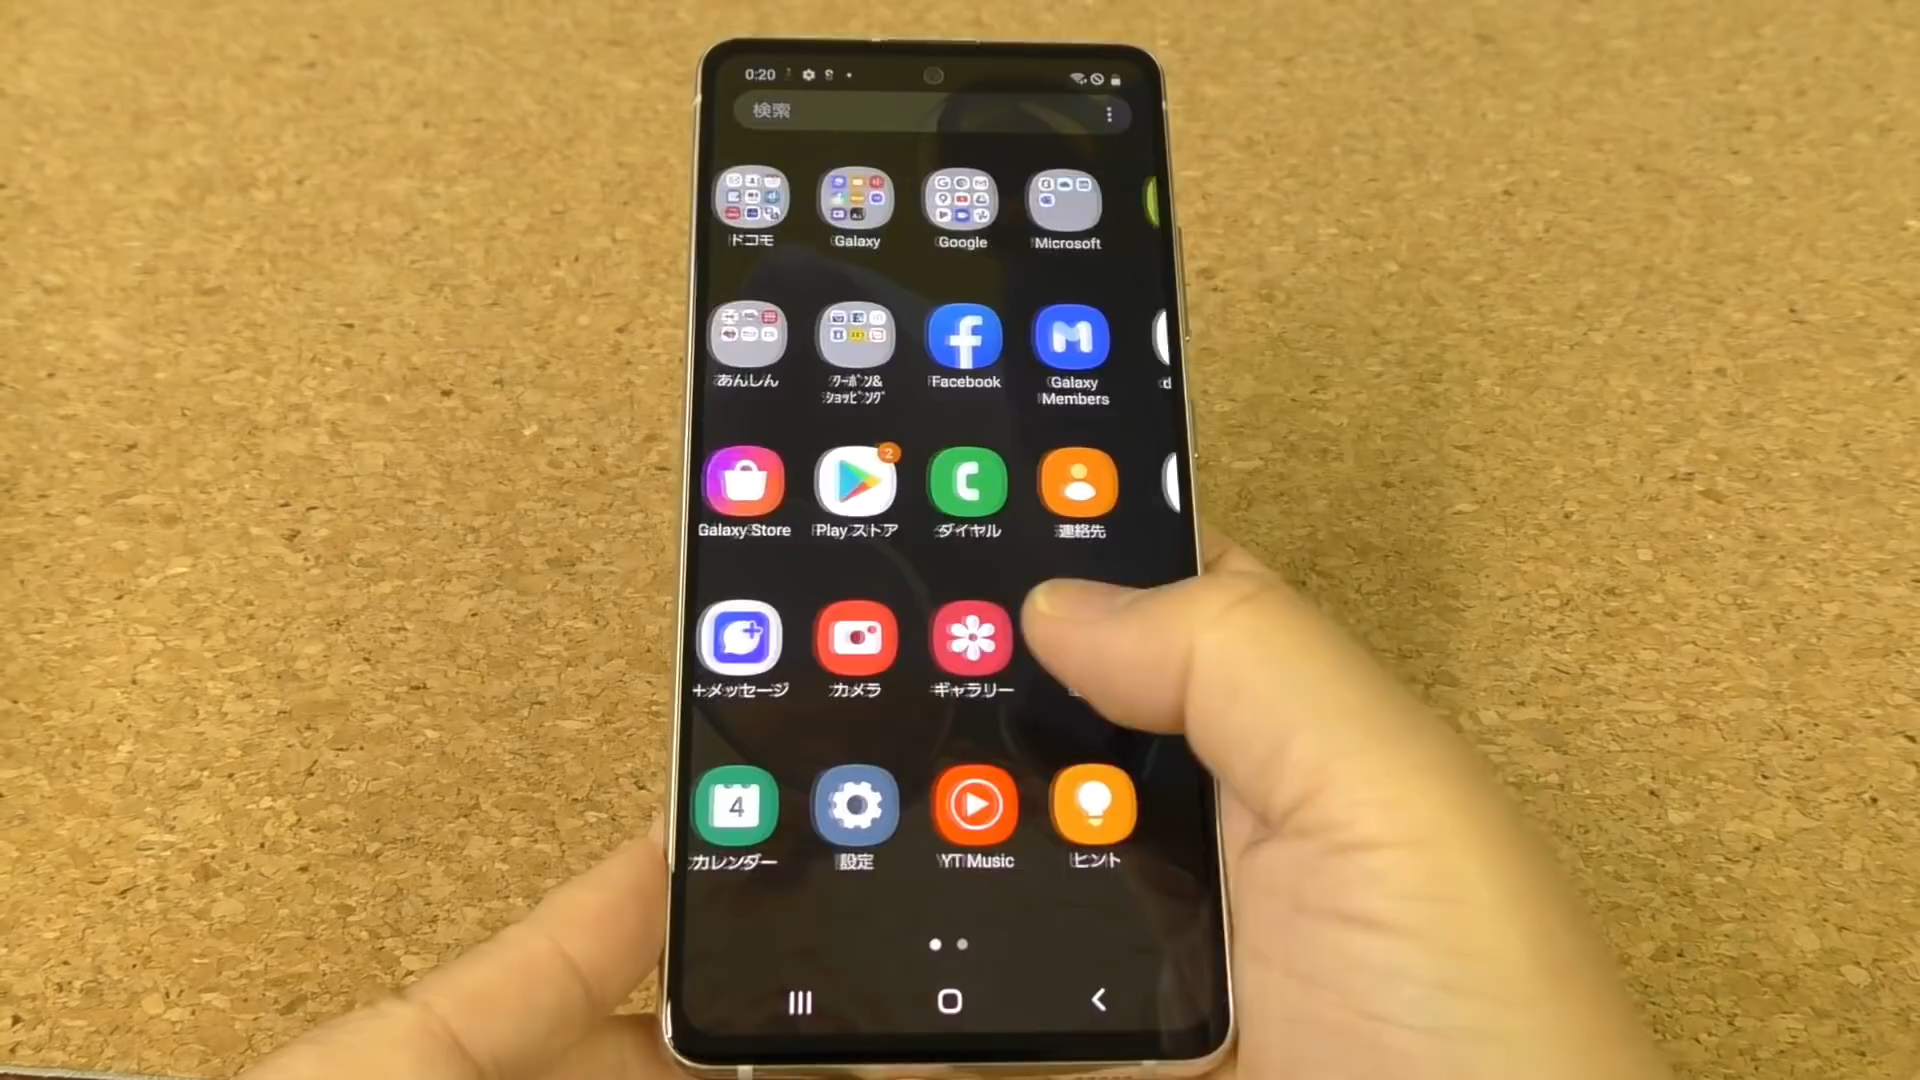 0:20
検索
ドコモ
Galaxy
Google
Microsoft
あんしん
クーポン&
ショッピング
Facebook
Galaxy
Members
2
Galaxy Store
Play ストア
ダイヤル
連絡先
+メッセージ
カメラ
ギャラリー
4
カレンダー
設定
YT Music
ヒント